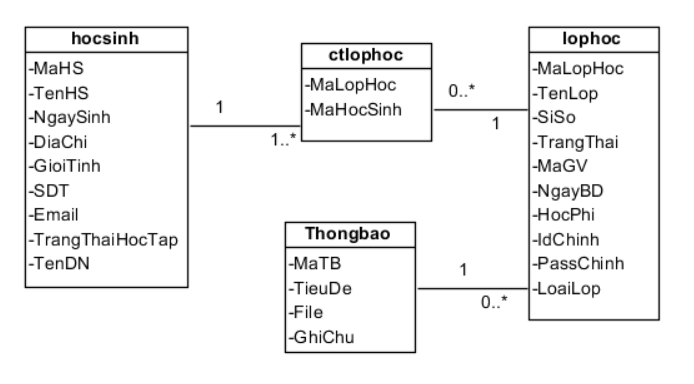 hocsinh
-MaHS
-TenHS
-NgaySinh
-DiaChi
-GioiTinh
-SDT
-Email
-TrangThaiHocTap
-TenDN
1
1..*
ctlophoc
-MaLopHoc
-MaHocSinh
0..*
1
lophoc
-MaLopHoc
-TenLop
-SiSo
-TrangThai
-MaGV
-NgayBD
-HocPhi
-IdChinh
-PassChinh
-LoaiLop
Thongbao
-MaTB
-TieuDe
-File
-GhiChu
1
0..*